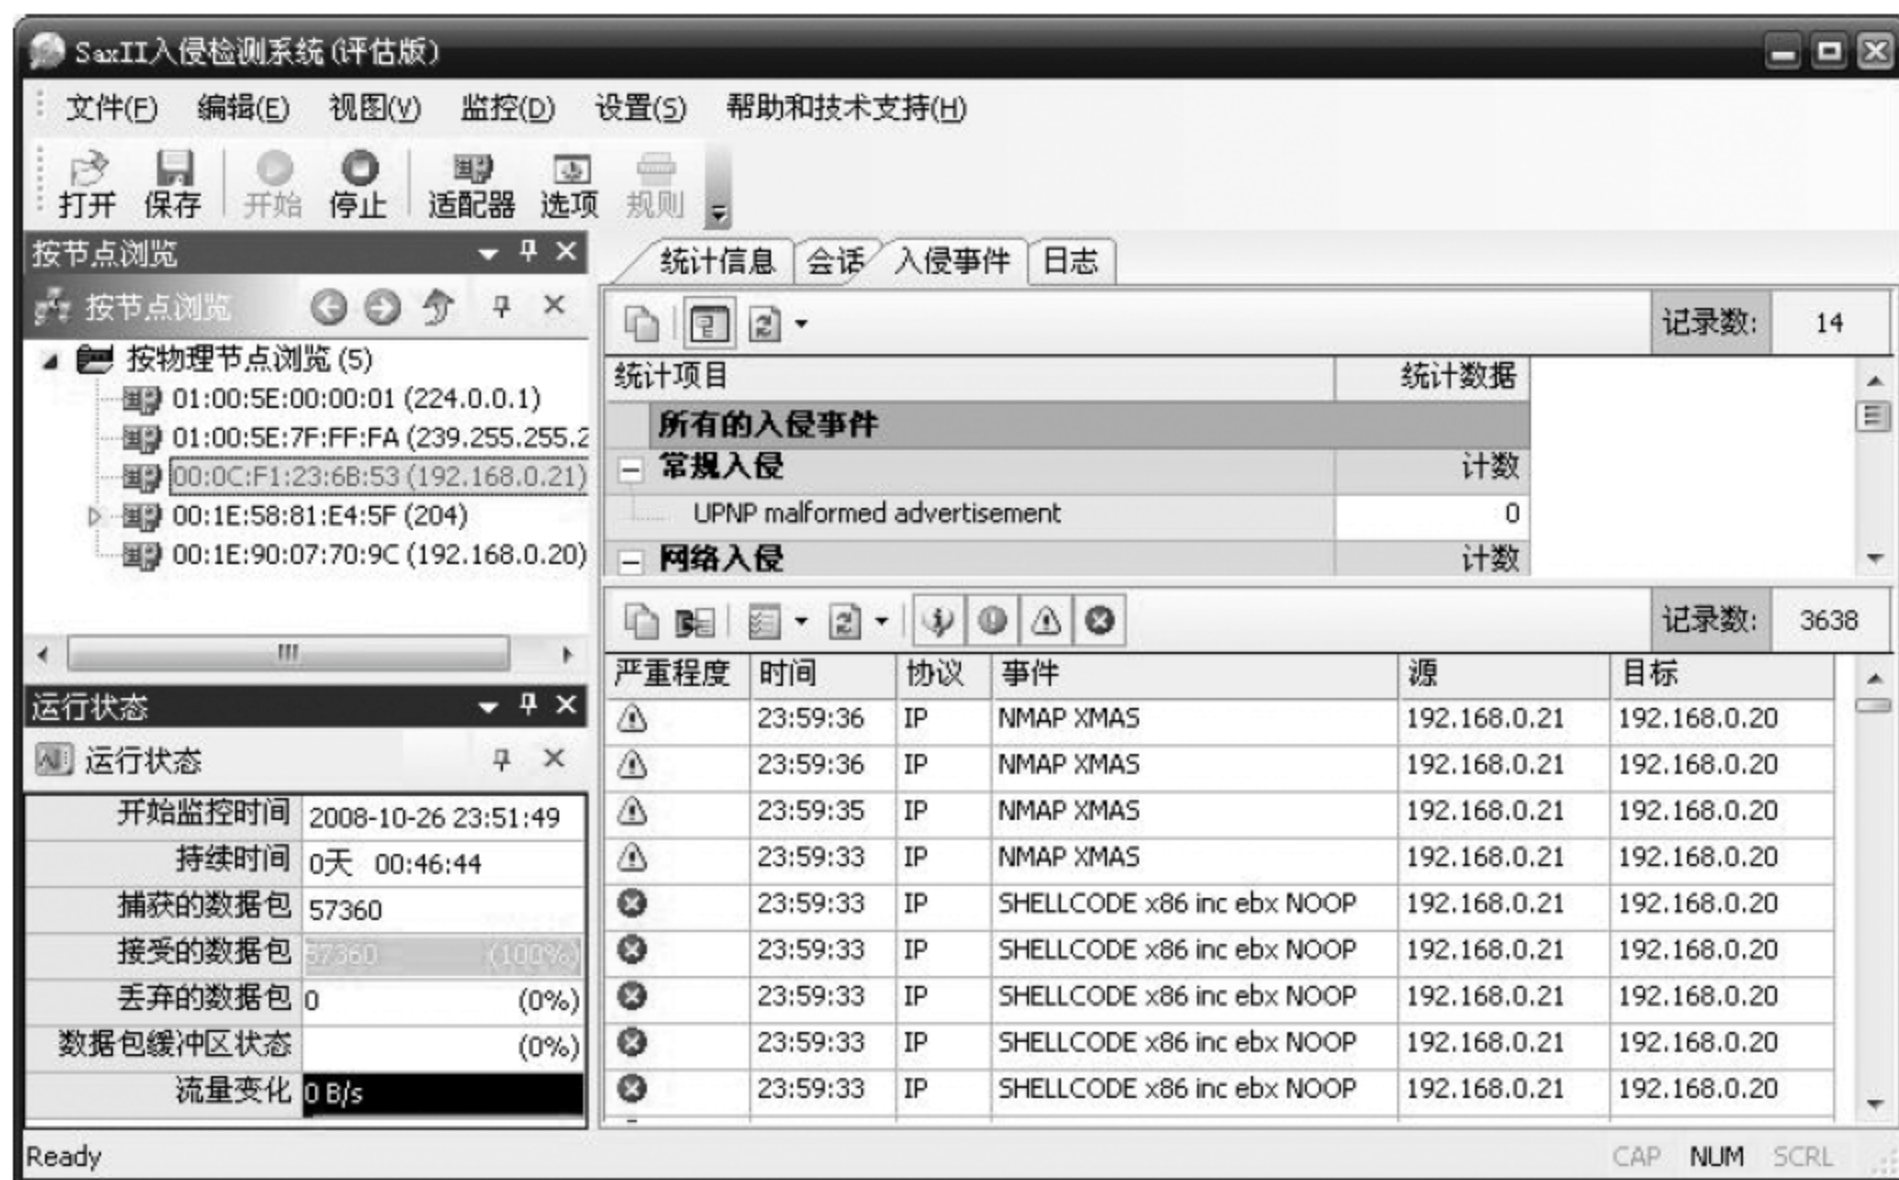 SaxII入侵检测系统(评估版)
文件(F) 编辑(E) 视图(V) 监控(D) 设置(S) 帮助和技术支持(H)
打开 保存 开始 停止 适配器 选项 规则
按节点浏览
按节点浏览
按物理节点浏览 (5)
01:00:5E:00:00:01 (224.0.0.1)
01:00:5E:7F:FF:FA (239.255.255.2
00:0C:F1:23:6B:53 (192.168.0.21)
00:1E:58:81:E4:5F (204)
00:1E:90:07:70:9C (192.168.0.20)
运行状态
运行状态
开始监控时间 2008-10-26 23:51:49
持续时间 0天 00:46:44
捕获的数据包 57360
接受的数据包 57360 (100%)
丢弃的数据包 0 (0%)
数据包缓冲区状态 (0%)
流量变化 0 B/s
统计信息 会话 入侵事件 日志
记录数: 14
统计项目 统计数据
所有的入侵事件
常规入侵 计数
UPNP malformed advertisement 0
网络入侵 计数
记录数: 3638
严重程度 时间 协议 事件 源 目标
23:59:36 IP NMAP XMAS 192.168.0.21 192.168.0.20
23:59:36 IP NMAP XMAS 192.168.0.21 192.168.0.20
23:59:35 IP NMAP XMAS 192.168.0.21 192.168.0.20
23:59:33 IP NMAP XMAS 192.168.0.21 192.168.0.20
23:59:33 IP SHELLCODE x86 inc ebx NOOP 192.168.0.21 192.168.0.20
23:59:33 IP SHELLCODE x86 inc ebx NOOP 192.168.0.21 192.168.0.20
23:59:33 IP SHELLCODE x86 inc ebx NOOP 192.168.0.21 192.168.0.20
23:59:33 IP SHELLCODE x86 inc ebx NOOP 192.168.0.21 192.168.0.20
23:59:33 IP SHELLCODE x86 inc ebx NOOP 192.168.0.21 192.168.0.20
Ready CAP NUM SCRL